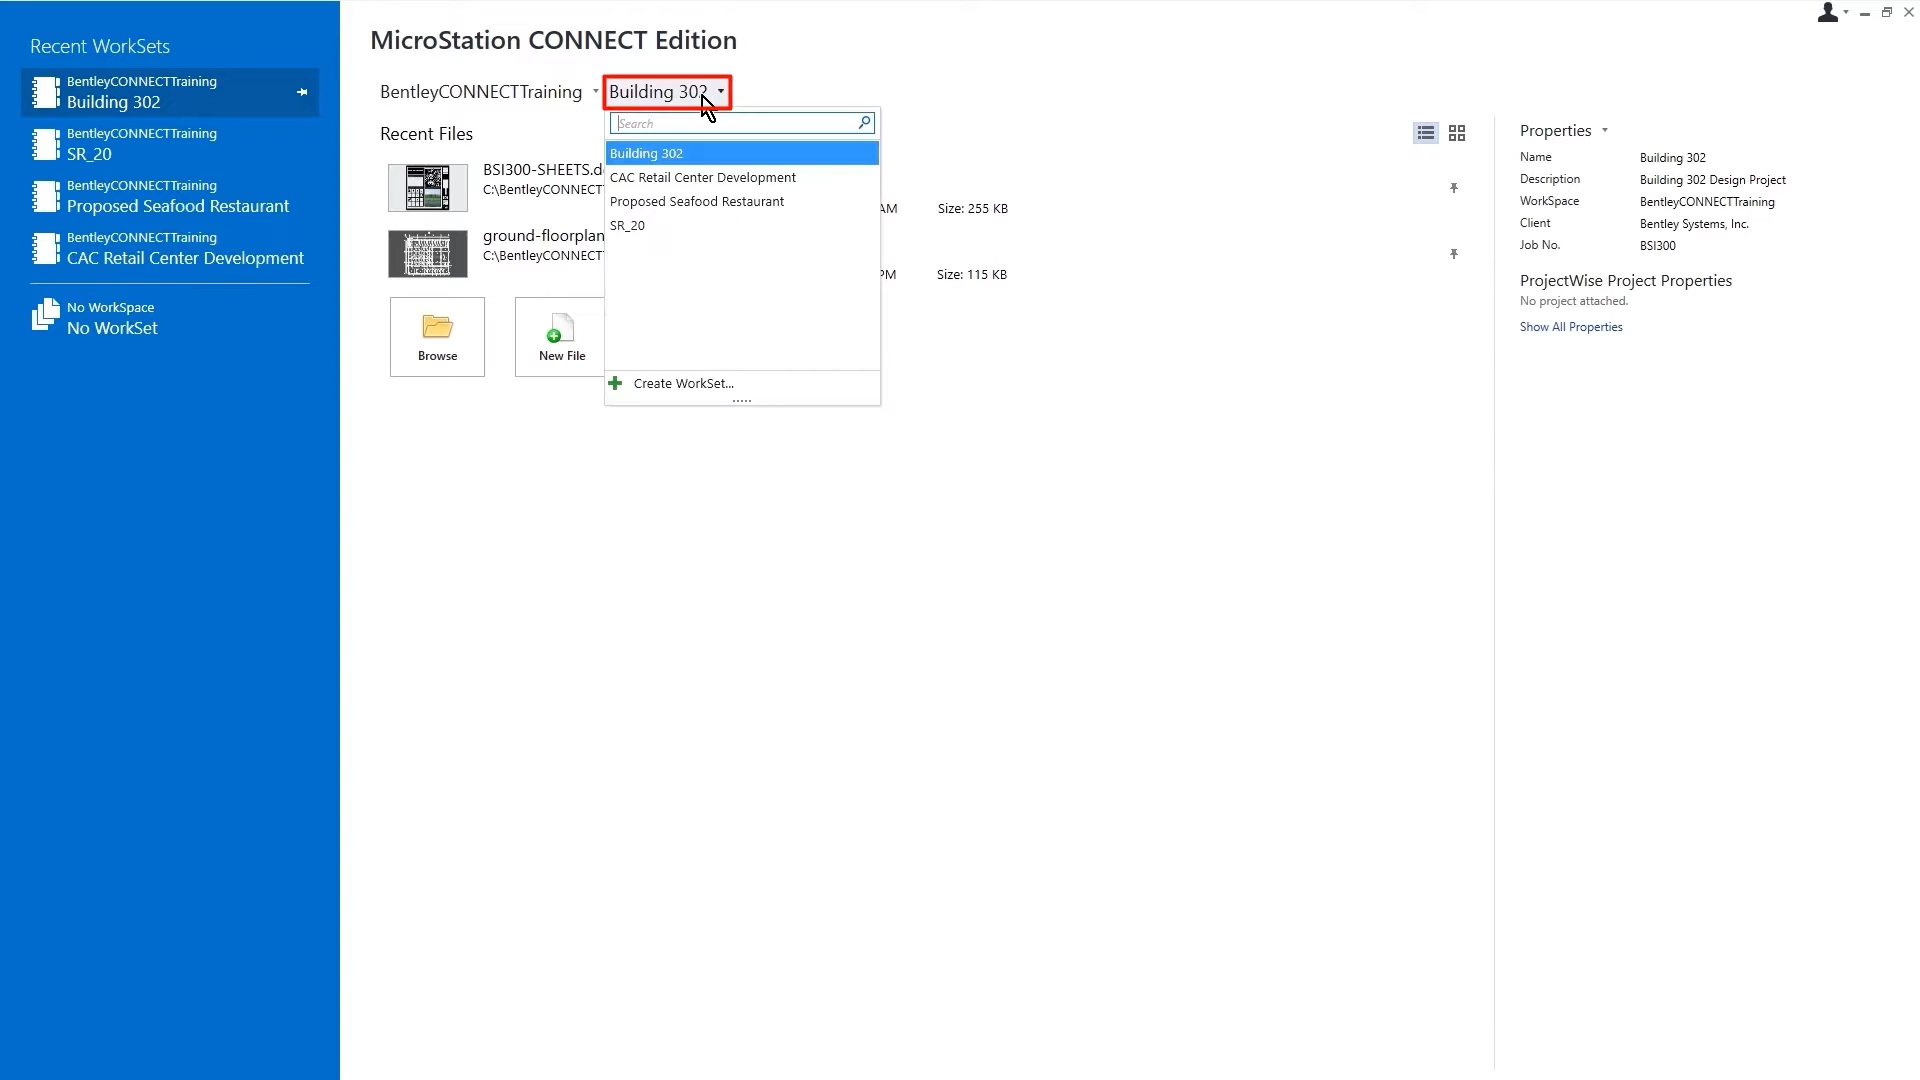 Recent WorkSets
BentleyCONNECTTraining
Building 302
BentleyCONNECTTraining
SR_20
BentleyCONNECTTraining
Proposed Seafood Restaurant
BentleyCONNECTTraining
CAC Retail Center Development
No WorkSpace
No WorkSet
MicroStation CONNECT Edition
BentleyCONNECTTraining Building 302
Search
Building 302
CAC Retail Center Development
Proposed Seafood Restaurant
SR_20
Create WorkSet...
Recent Files
BSI300-SHEETS.d
C:\BentleyCONNECT
AM Size: 255 KB
ground-floorplan
C:\BentleyCONNECT
PM Size: 115 KB
Browse
New File
Properties
Name Building 302
Description Building 302 Design Project
WorkSpace BentleyCONNECTTraining
Client Bentley Systems, Inc.
Job No. BSI300
ProjectWise Project Properties
No project attached.
Show All Properties